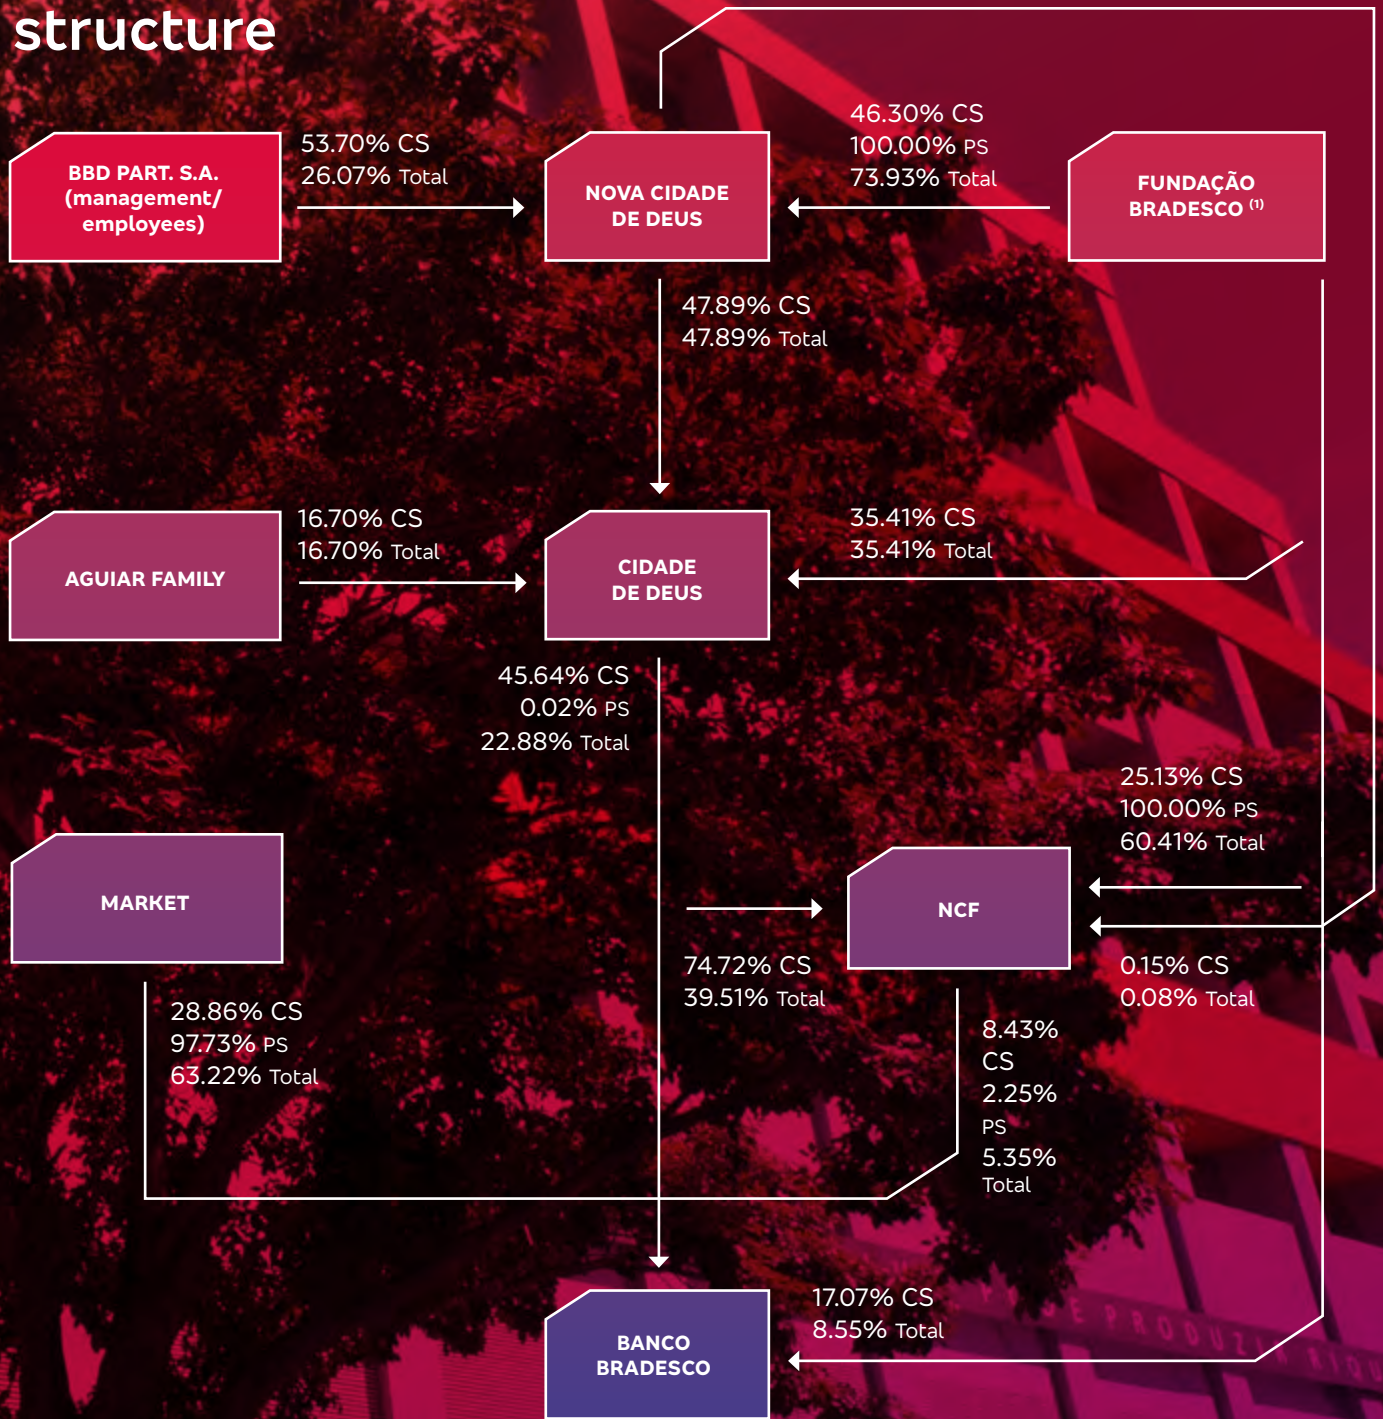 structure
BBD PART. S.A.
(management/
employees)
53.70% CS
26.07% Total
NOVA CIDADE
DE DEUS
46.30% CS
100.00% PS
73.93% Total
FUNDAÇÃO
BRADESCO (1)
47.89% CS
47.89% Total
AGUIAR FAMILY
16.70% CS
16.70% Total
CIDADE
DE DEUS
35.41% CS
35.41% Total
45.64% CS
0.02% PS
22.88% Total
25.13% CS
100.00% PS
60.41% Total
MARKET
NCF
74.72% CS
39.51% Total
0.15% CS
0.08% Total
28.86% CS
97.73% PS
63.22% Total
8.43%
CS
2.25%
PS
5.35%
Total
17.07% CS
8.55% Total
BANCO
BRADESCO
E PRODUZI